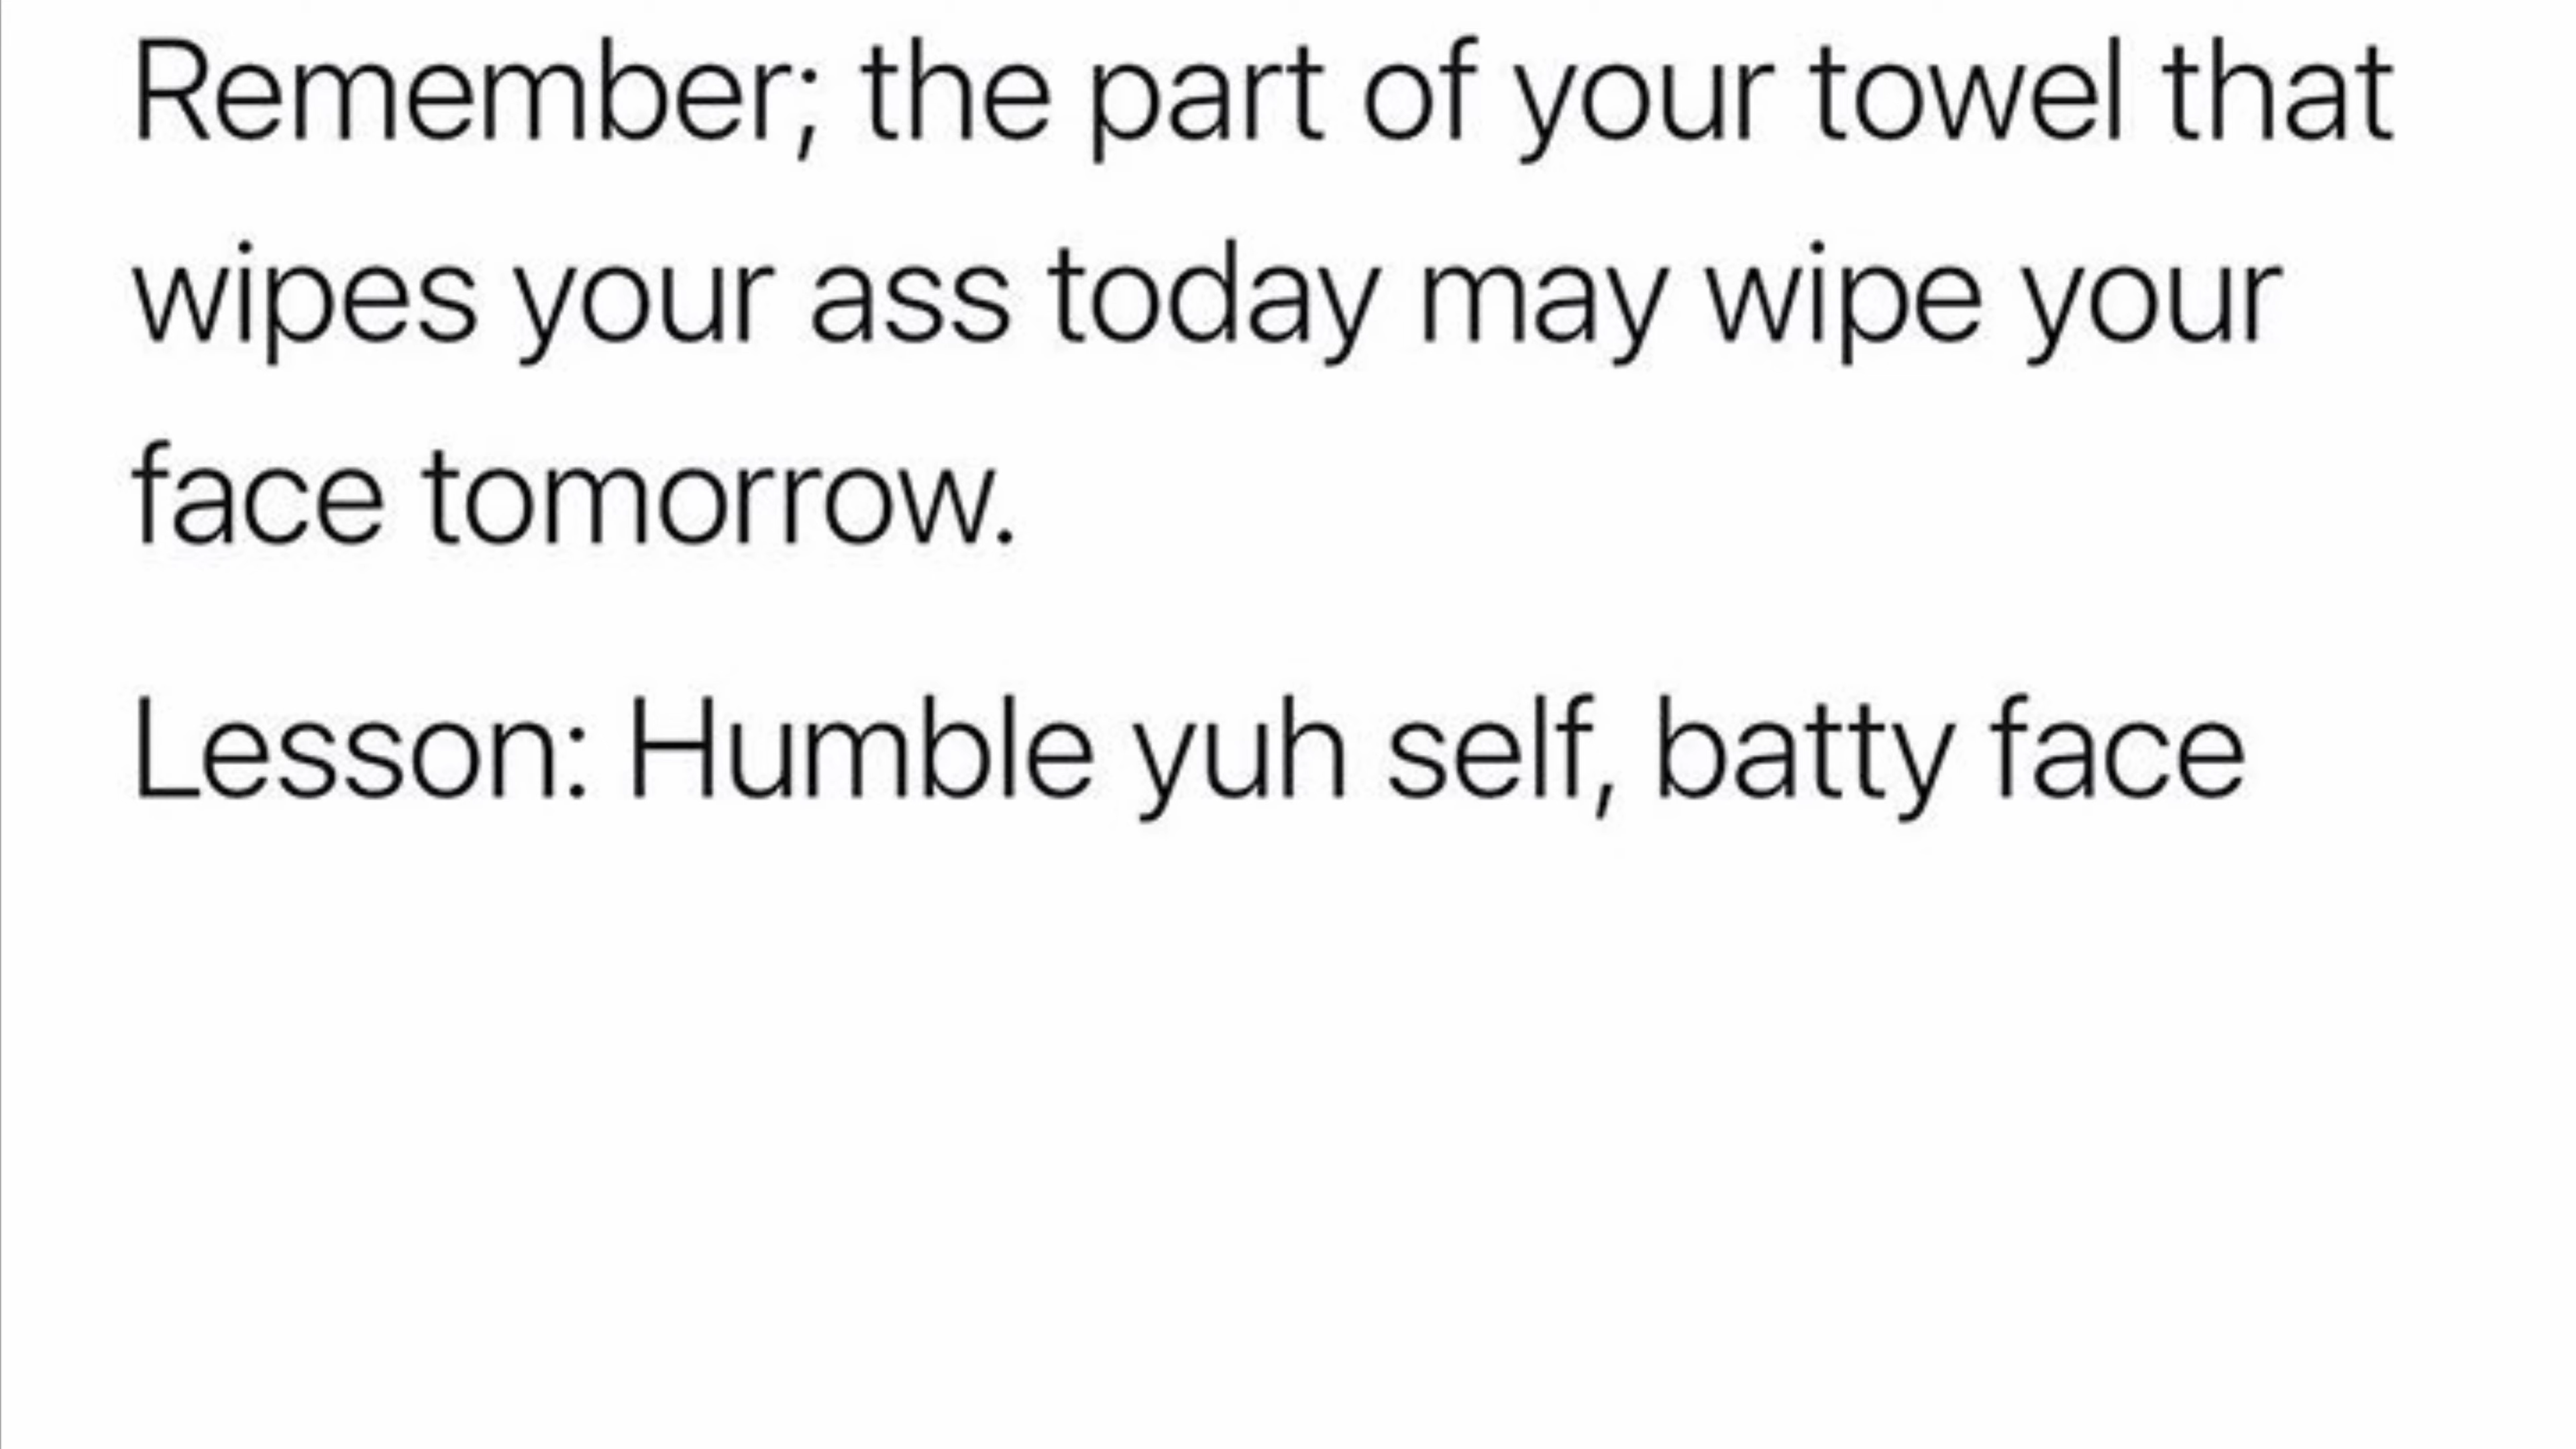 Remember; the part of your towel that
wipes your ass today may wipe your
face tomorrow.
Lesson: Humble yuh self, batty face